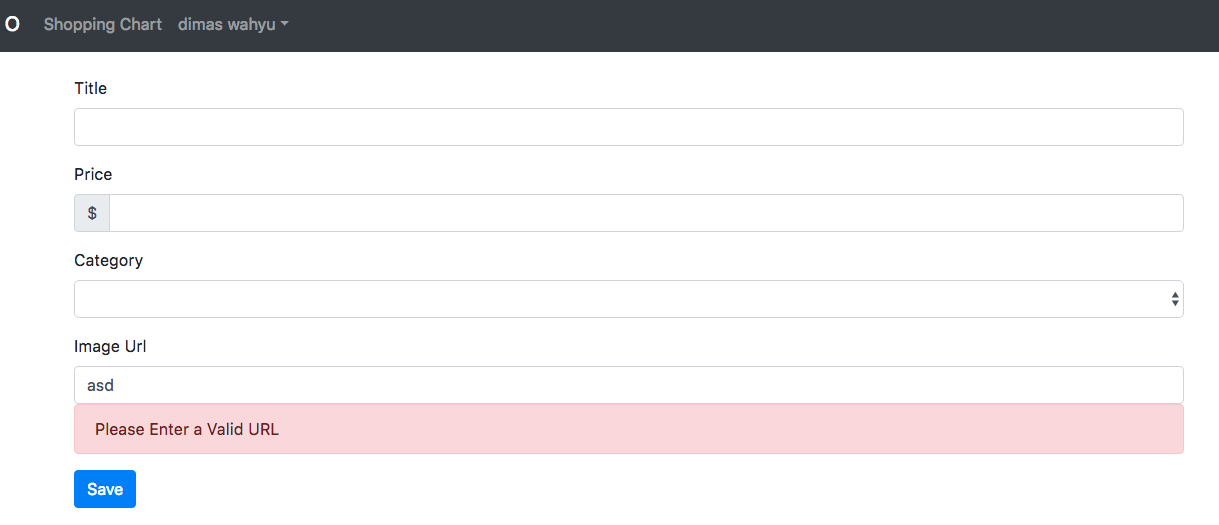 O Shopping Chart dimas wahyu
Title
Price
$
Category
Image Url
asd
Please Enter a Valid URL
Save